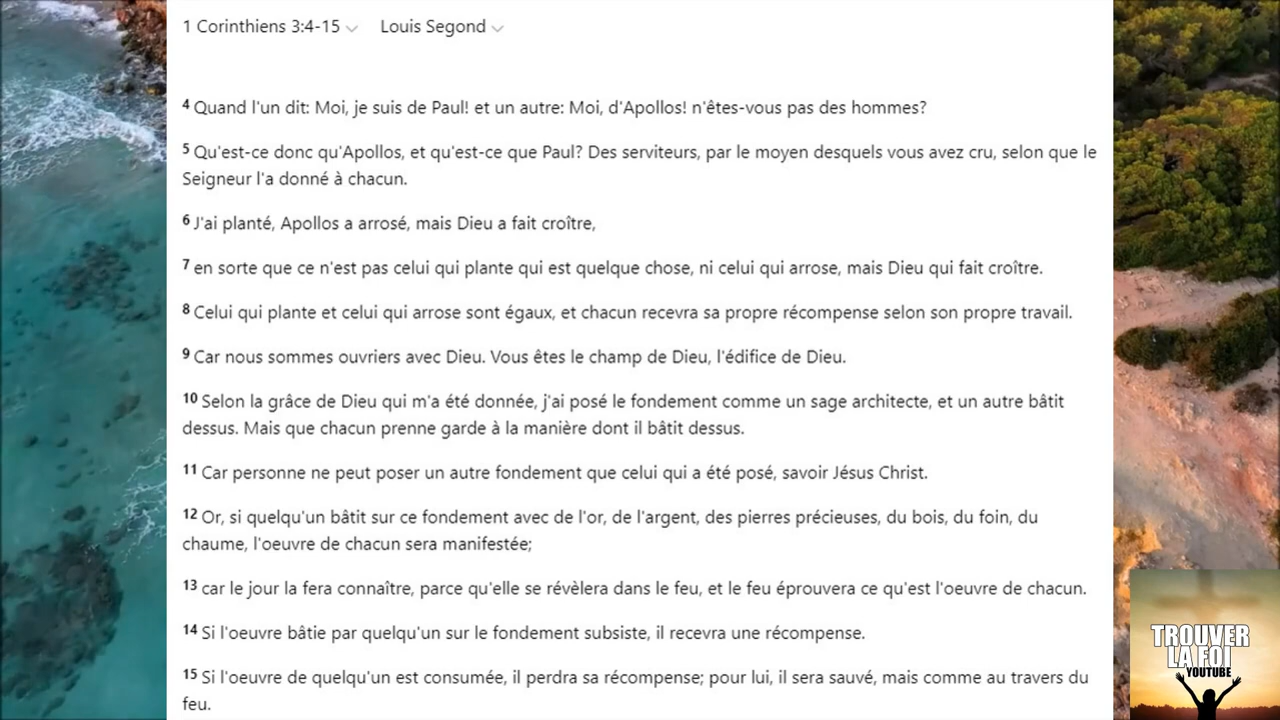 1 Corinthiens 3:4-15 Louis Segond
4 Quand l'un dit: Moi, je suis de Paul! et un autre: Moi, d'Apollos! n'êtes-vous pas des hommes?
5 Qu'est-ce donc qu'Apollos, et qu'est-ce que Paul? Des serviteurs, par le moyen desquels vous avez cru, selon que le
Seigneur l'a donné à chacun.
6 J'ai planté, Apollos a arrosé, mais Dieu a fait croître,
7 en sorte que ce n'est pas celui qui plante qui est quelque chose, ni celui qui arrose, mais Dieu qui fait croître.
8 Celui qui plante et celui qui arrose sont égaux, et chacun recevra sa propre récompense selon son propre travail.
9 Car nous sommes ouvriers avec Dieu. Vous êtes le champ de Dieu, l'édifice de Dieu.
10 Selon la grâce de Dieu qui m'a été donnée, j'ai posé le fondement comme un sage architecte, et un autre bâtit
dessus. Mais que chacun prenne garde à la manière dont il bâtit dessus.
11 Car personne ne peut poser un autre fondement que celui qui a été posé, savoir Jésus Christ.
12 Or, si quelqu'un bâtit sur ce fondement avec de l'or, de l'argent, des pierres précieuses, du bois, du foin, du
chaume, l'oeuvre de chacun sera manifestée;
13 car le jour la fera connaître, parce qu'elle se révèlera dans le feu, et le feu éprouvera ce qu'est l'oeuvre de chacun.
14 Si l'oeuvre bâtie par quelqu'un sur le fondement subsiste, il recevra une récompense.
15 Si l'oeuvre de quelqu'un est consumée, il perdra sa récompense; pour lui, il sera sauvé, mais comme au travers du
feu.
TROUVER
LA FOI
YOUTUBE